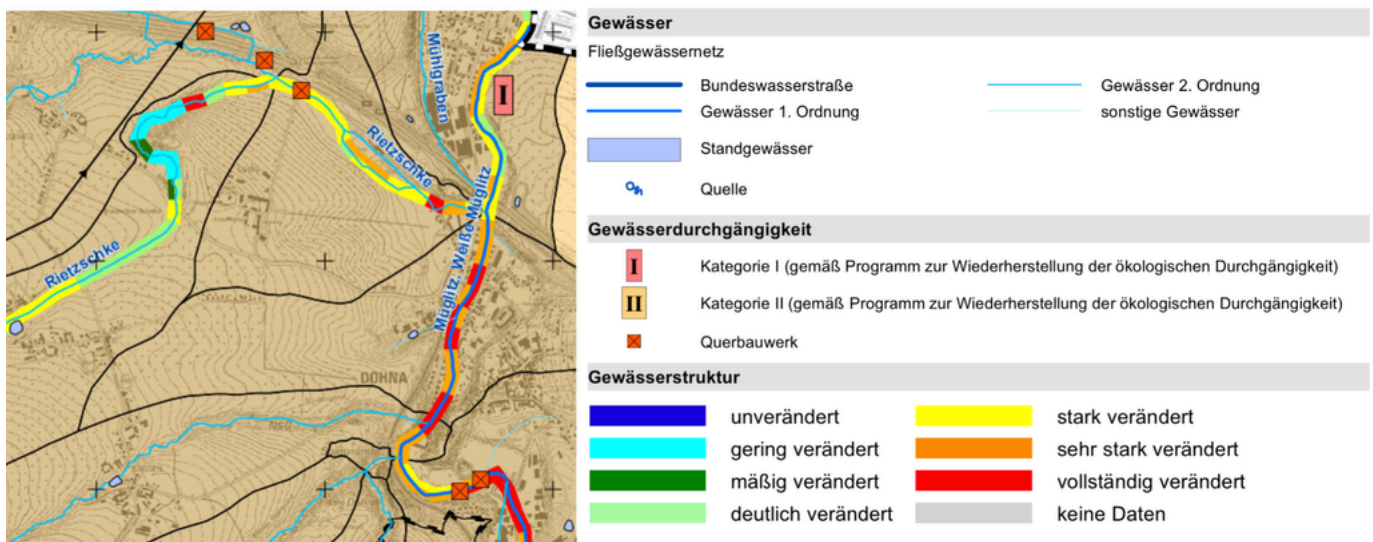 Mühlgraben
I
Rietzschke
Müglitz, Weiße Müglitz
Rietzschke
DOHNA
Gewässer
Fließgewässernetz
Bundeswasserstraße
Gewässer 2. Ordnung
Gewässer 1. Ordnung
sonstige Gewässer
Standgewässer
Quelle
Gewässerdurchgängigkeit
I Kategorie I (gemäß Programm zur Wiederherstellung der ökologischen Durchgängigkeit)
II Kategorie II (gemäß Programm zur Wiederherstellung der ökologischen Durchgängigkeit)
Querbauwerk
Gewässerstruktur
unverändert
stark verändert
gering verändert
sehr stark verändert
mäßig verändert
vollständig verändert
deutlich verändert
keine Daten